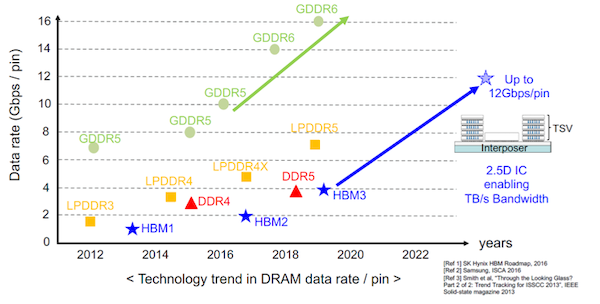 16
14
12
10
8
6
4
2
0
Data rate (Gbps / pin)
GDDR6
GDDR6
GDDR5
GDDR5
GDDR5
LPDDR5
LPDDR4X
LPDDR4
LPDDR3
DDR5
DDR4
HBM3
HBM2
HBM1
Up to
12Gbps/pin
TSV
Interposer
2.5D IC
enabling
TB/s Bandwidth
2012 2014 2016 2018 2020 2022 years
< Technology trend in DRAM data rate / pin >
[Ref 1] SK Hynix HBM Roadmap, 2016
[Ref 2] Samsung, ISCA 2016
[Ref 3] Smith et al, "Through the Looking Glass?
Part 2 of 2: Trend Tracking for ISSCC 2013", IEEE
Solid-state magazine 2013